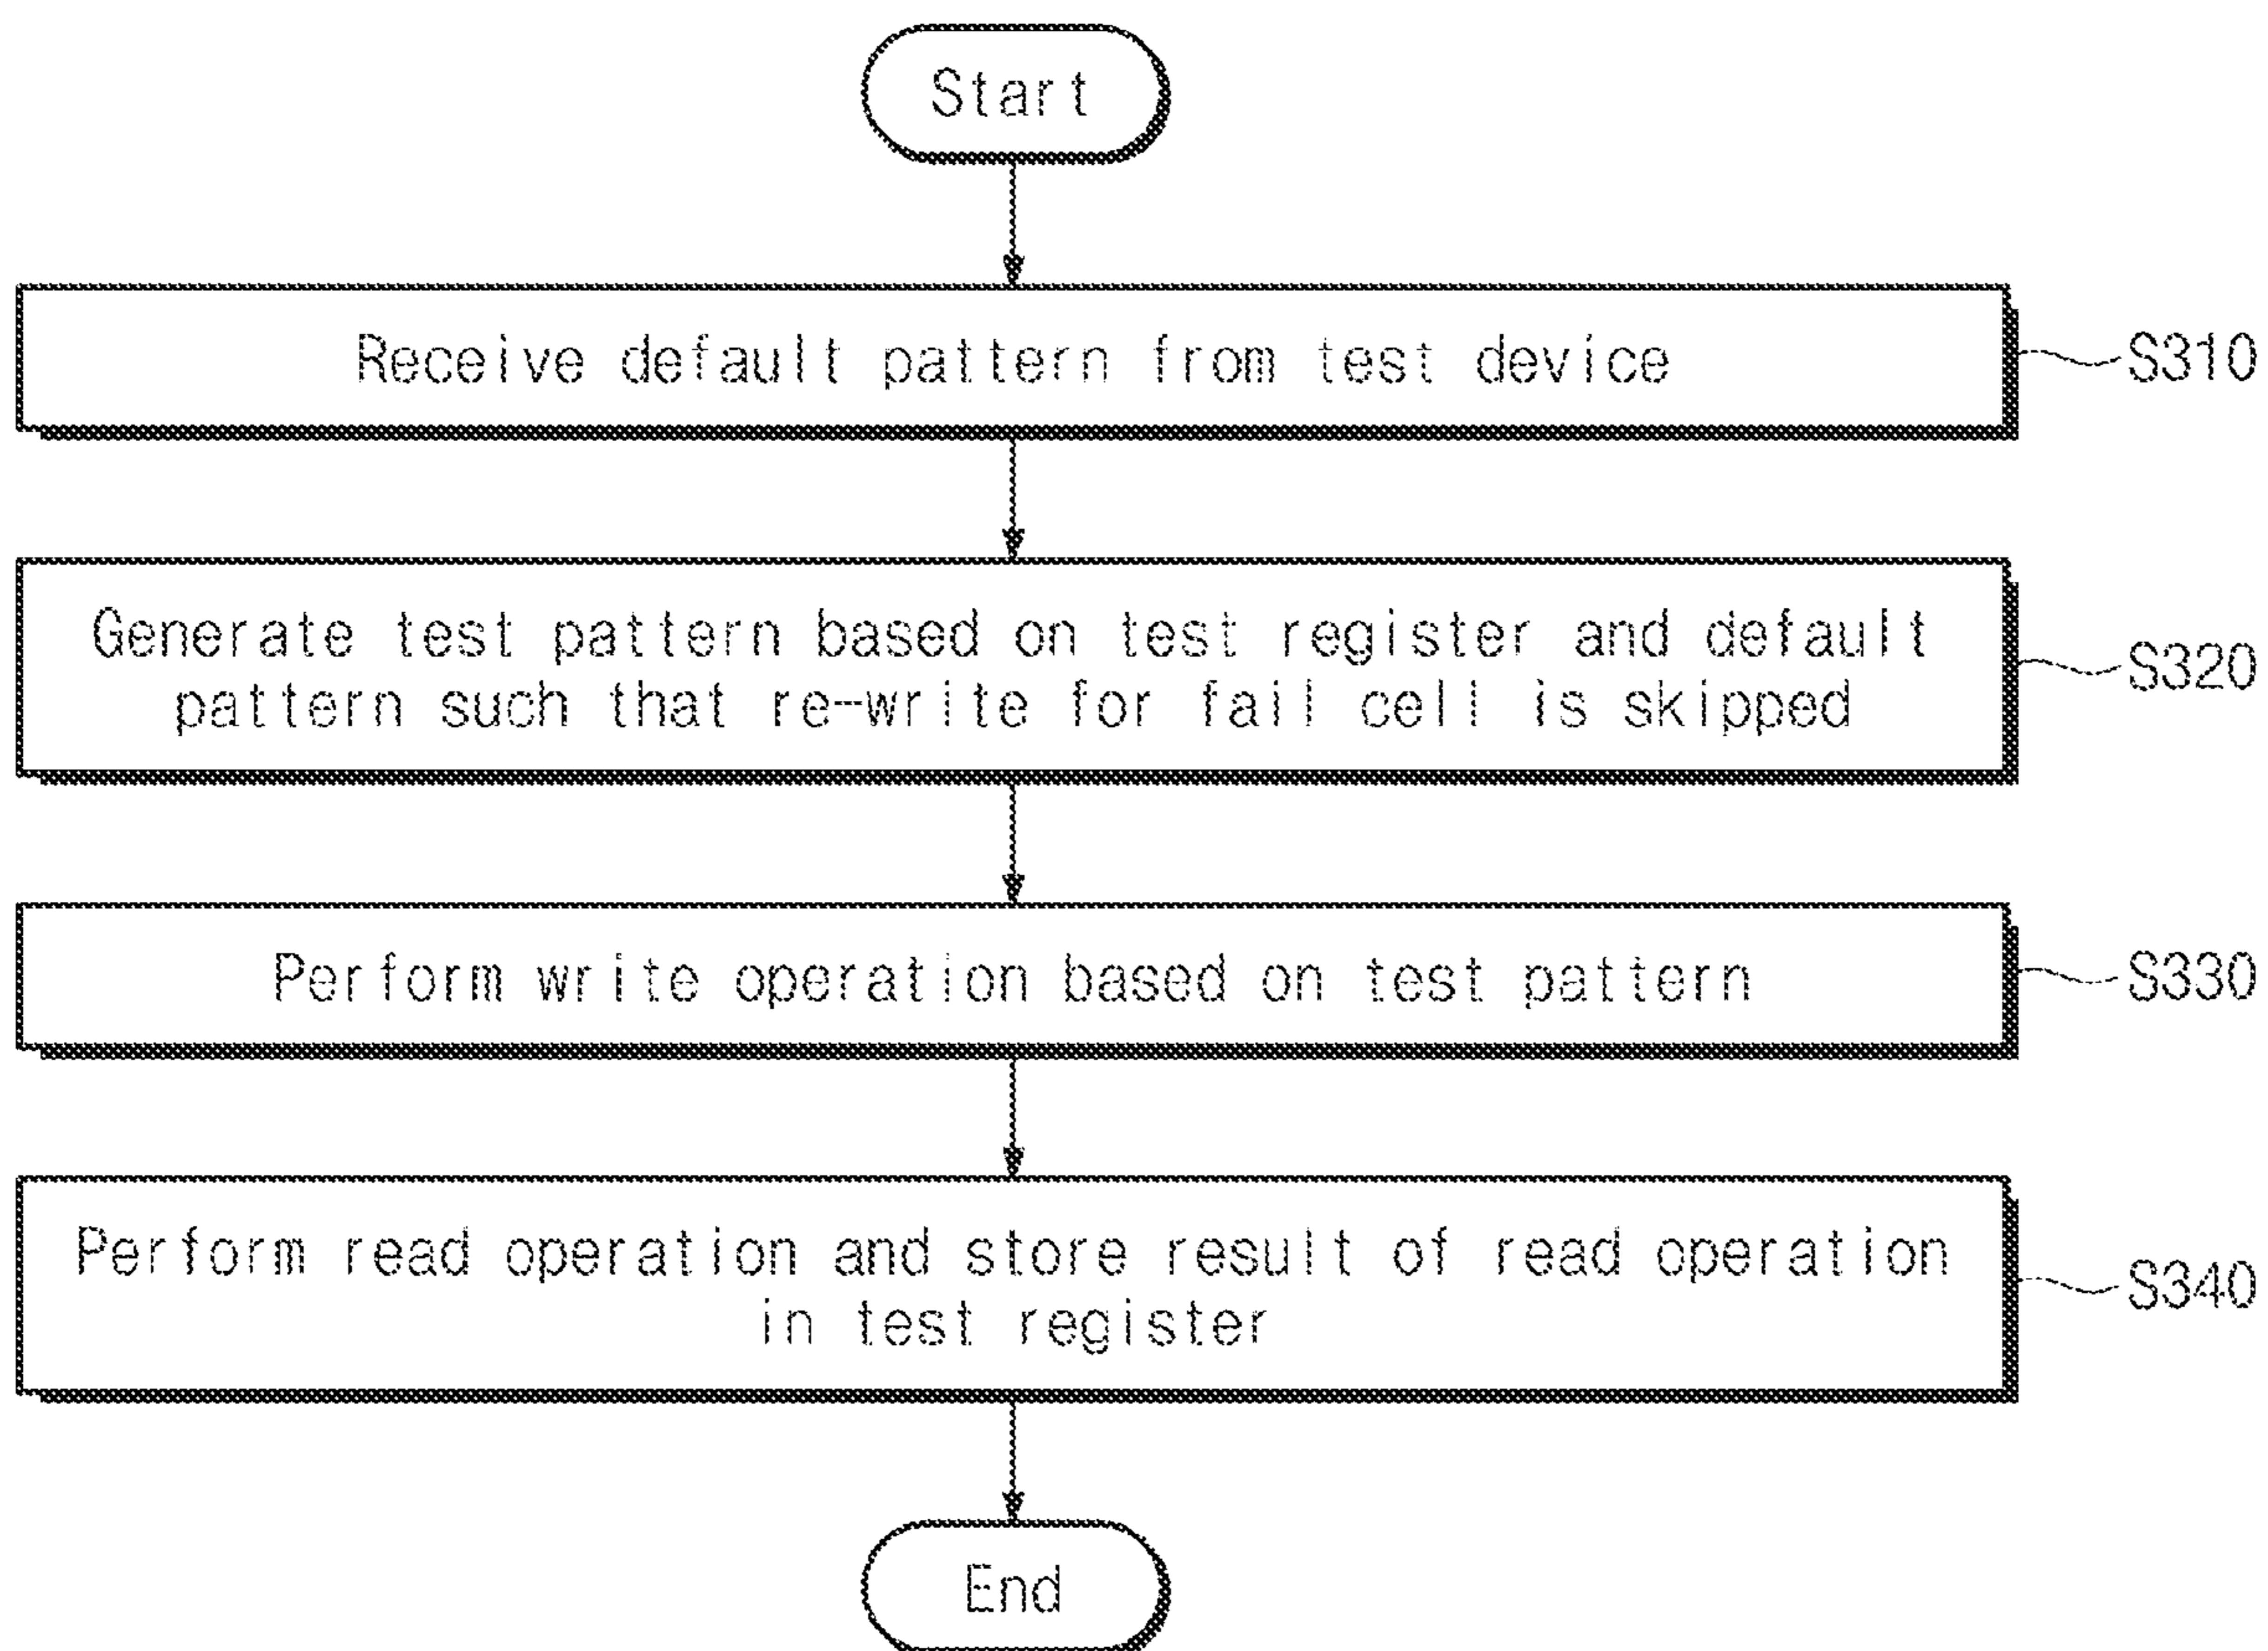 Start
Receive default pattern from test device
S310
Generate test pattern based on test register and default
pattern such that re-write for fail cell is skipped
S320
Perform write operation based on test pattern
S330
Perform read operation and store result of read operation
in test register
S340
End